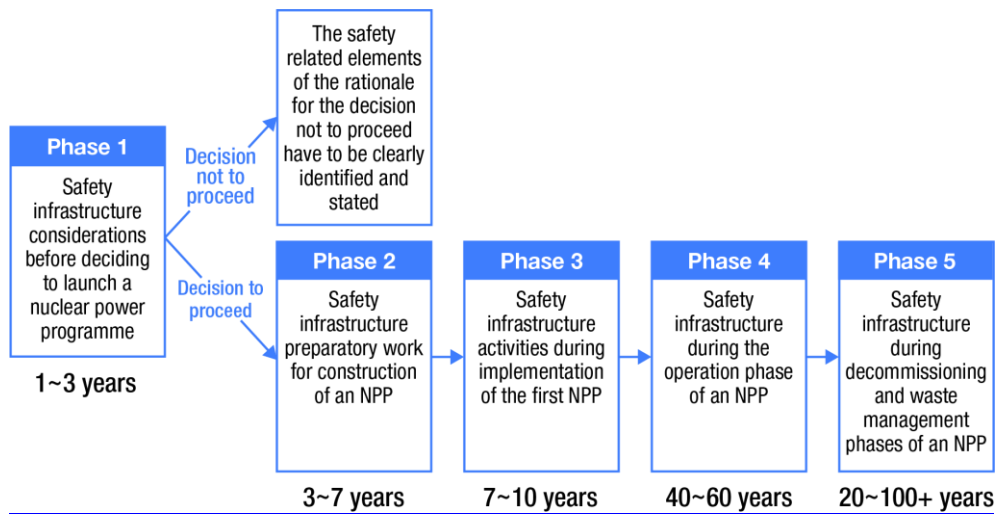 Phase 1
Safety
infrastructure
considerations
before deciding
to launch a
nuclear power
programme
1~3 years
Decision
not to
proceed
The safety
related elements
of the rationale
for the decision
not to proceed
have to be clearly
identified and
stated
Decision to
proceed
Phase 2
Safety
infrastructure
preparatory work
for construction
of an NPP
3~7 years
Phase 3
Safety
infrastructure
activities during
implementation
of the first NPP
7~10 years
Phase 4
Safety
infrastructure
during the
operation phase
of an NPP
40~60 years
Phase 5
Safety
infrastructure
during
decommissioning
and waste
management
phases of an NPP
20~100+ years